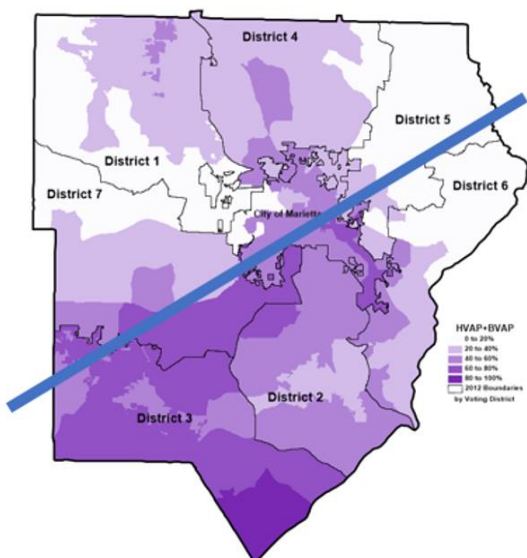 District 4
District 5
District 1
District 7
District 6
City of Marietta
HVAP+BVAP
0 to 20%
20 to 40%
40 to 60%
60 to 80%
80 to 100%
2012 Boundaries
by Voting District
District 2
District 3